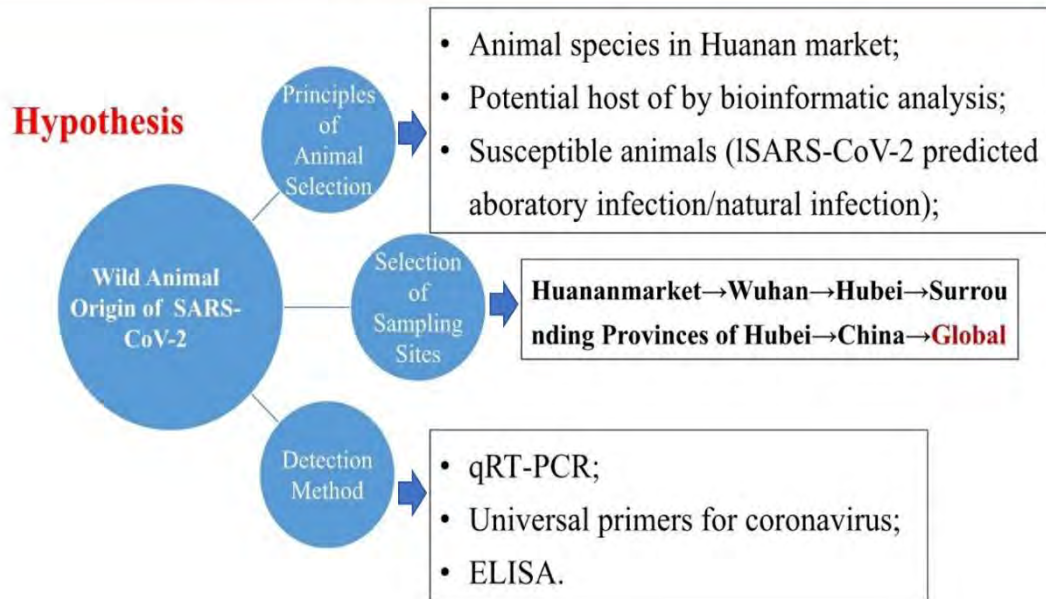 Hypothesis
Wild Animal
Origin of SARS-
CoV-2
Principles
of
Animal
Selection
• Animal species in Huanan market;
• Potential host of by bioinformatic analysis;
• Susceptible animals (lSARS-CoV-2 predicted
aboratory infection/natural infection);
Selection
of
Sampling
Sites
Huananmarket→Wuhan→Hubei→Surrou
nding Provinces of Hubei→China→Global
Detection
Method
• qRT-PCR;
• Universal primers for coronavirus;
• ELISA.